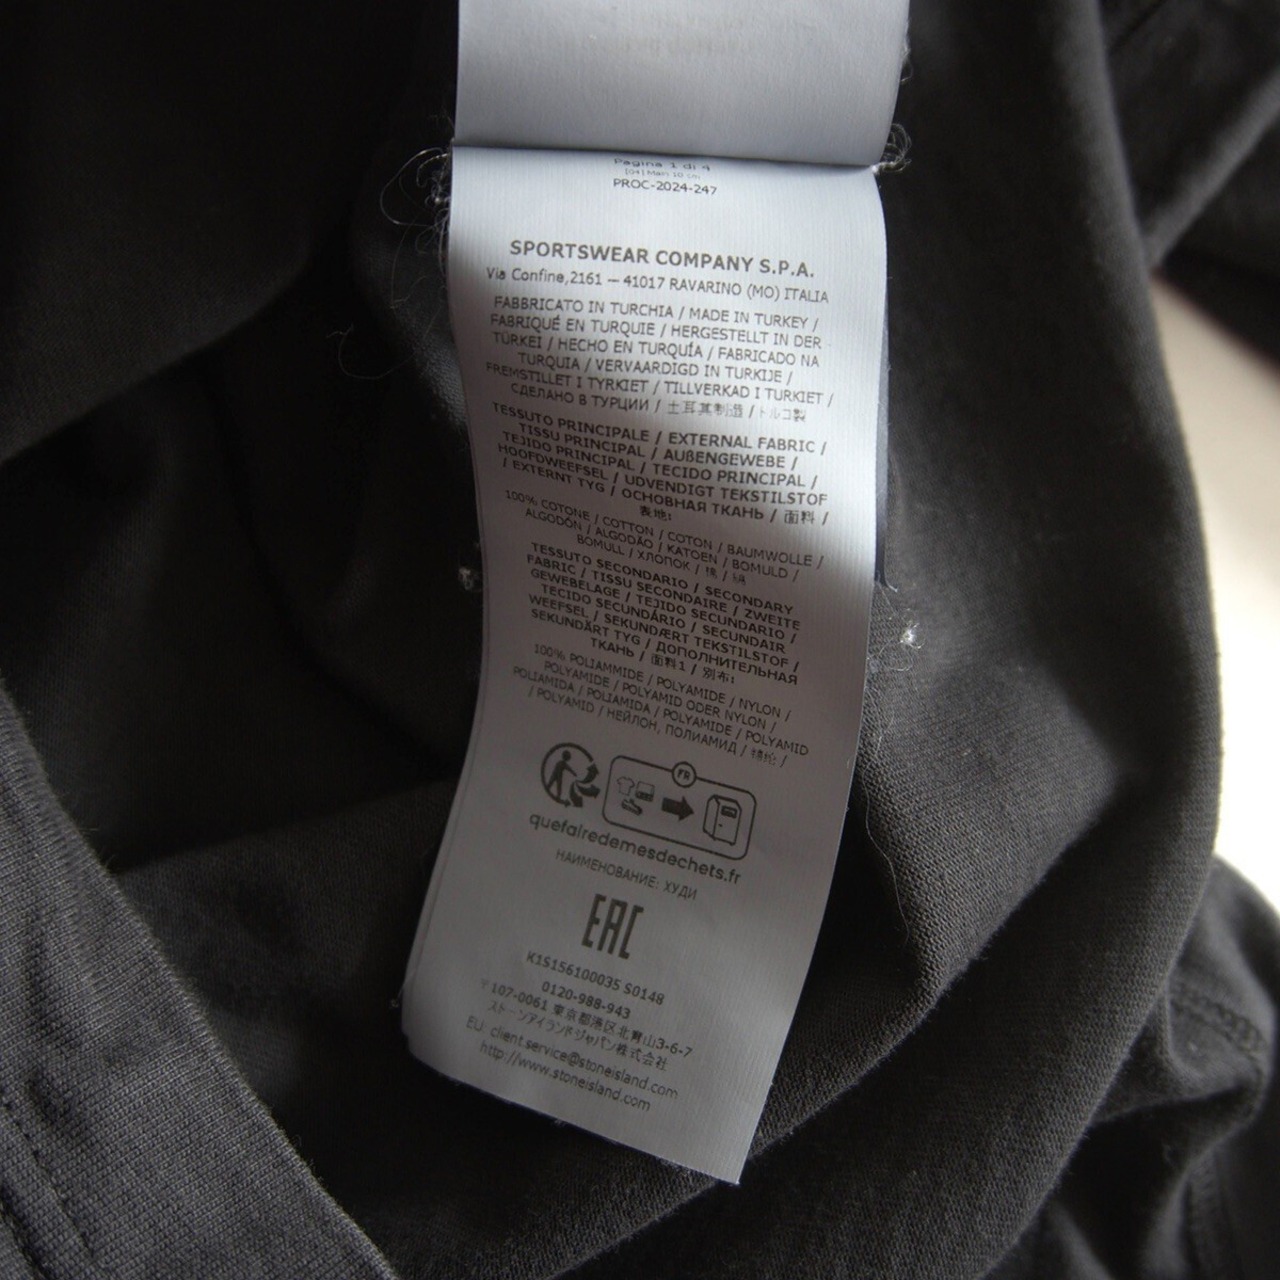 Pagina 1 di 4
[04] Main 10 cm
PROC-2024-247
SPORTSWEAR COMPANY S.P.A.
Via Confine,2161 — 41017 RAVARINO (MO) ITALIA
FABBRICATO IN TURCHIA / MADE IN TURKEY /
FABRIQUÉ EN TURQUIE / HERGESTELLT IN DER
TÜRKEI / HECHO EN TURQUÍA / FABRICADO NA
TURQUIA / VERVAARDIGD IN TURKIJE /
FREMSTILLET I TYRKIET / TILLVERKAD I TURKIET /
СДЕЛАНО В ТУРЦИИ / 土耳其制造 / トルコ製
TESSUTO PRINCIPALE / EXTERNAL FABRIC /
TISSU PRINCIPAL / AUßENGEWEBE /
TEJIDO PRINCIPAL / TECIDO PRINCIPAL /
HOOFDWEEFSEL / UDVENDIGT TEKSTILSTOF
/ EXTERNT TYG / ОСНОВНАЯ ТКАНЬ / 面料 /
表地:
100% COTONE / COTTON / COTON / BAUMWOLLE /
ALGODÓN / ALGODÃO / KATOEN / BOMULD /
BOMULL / ХЛОПОК / 棉 / 綿
TESSUTO SECONDARIO / SECONDARY
FABRIC / TISSU SECONDAIRE / ZWEITE
GEWEBELAGE / TEJIDO SECUNDARIO /
TECIDO SECUNDÁRIO / SECUNDAIR
WEEFSEL / SEKUNDÆRT TEKSTILSTOF /
SEKUNDÄRT TYG / ДОПОЛНИТЕЛЬНАЯ
ТКАНЬ / 面料1 / 別布:
100% POLIAMMIDE / POLYAMIDE / NYLON /
POLYAMIDE / POLYAMID ODER NYLON /
POLIAMIDA / POLIAMIDA / POLYAMIDE / POLYAMID
/ POLYAMID / НЕЙЛОН, ПОЛИАМИД / 锦纶 /
FR
quefairedemesdechets.fr
НАИМЕНОВАНИЕ: ХУДИ
EAC
K1S156100035 S0148
0120-988-943
〒107-0061 東京都港区北青山3-6-7
ストーンアイランドジャパン株式会社
EU: client.service@stoneisland.com
http://www.stoneisland.com